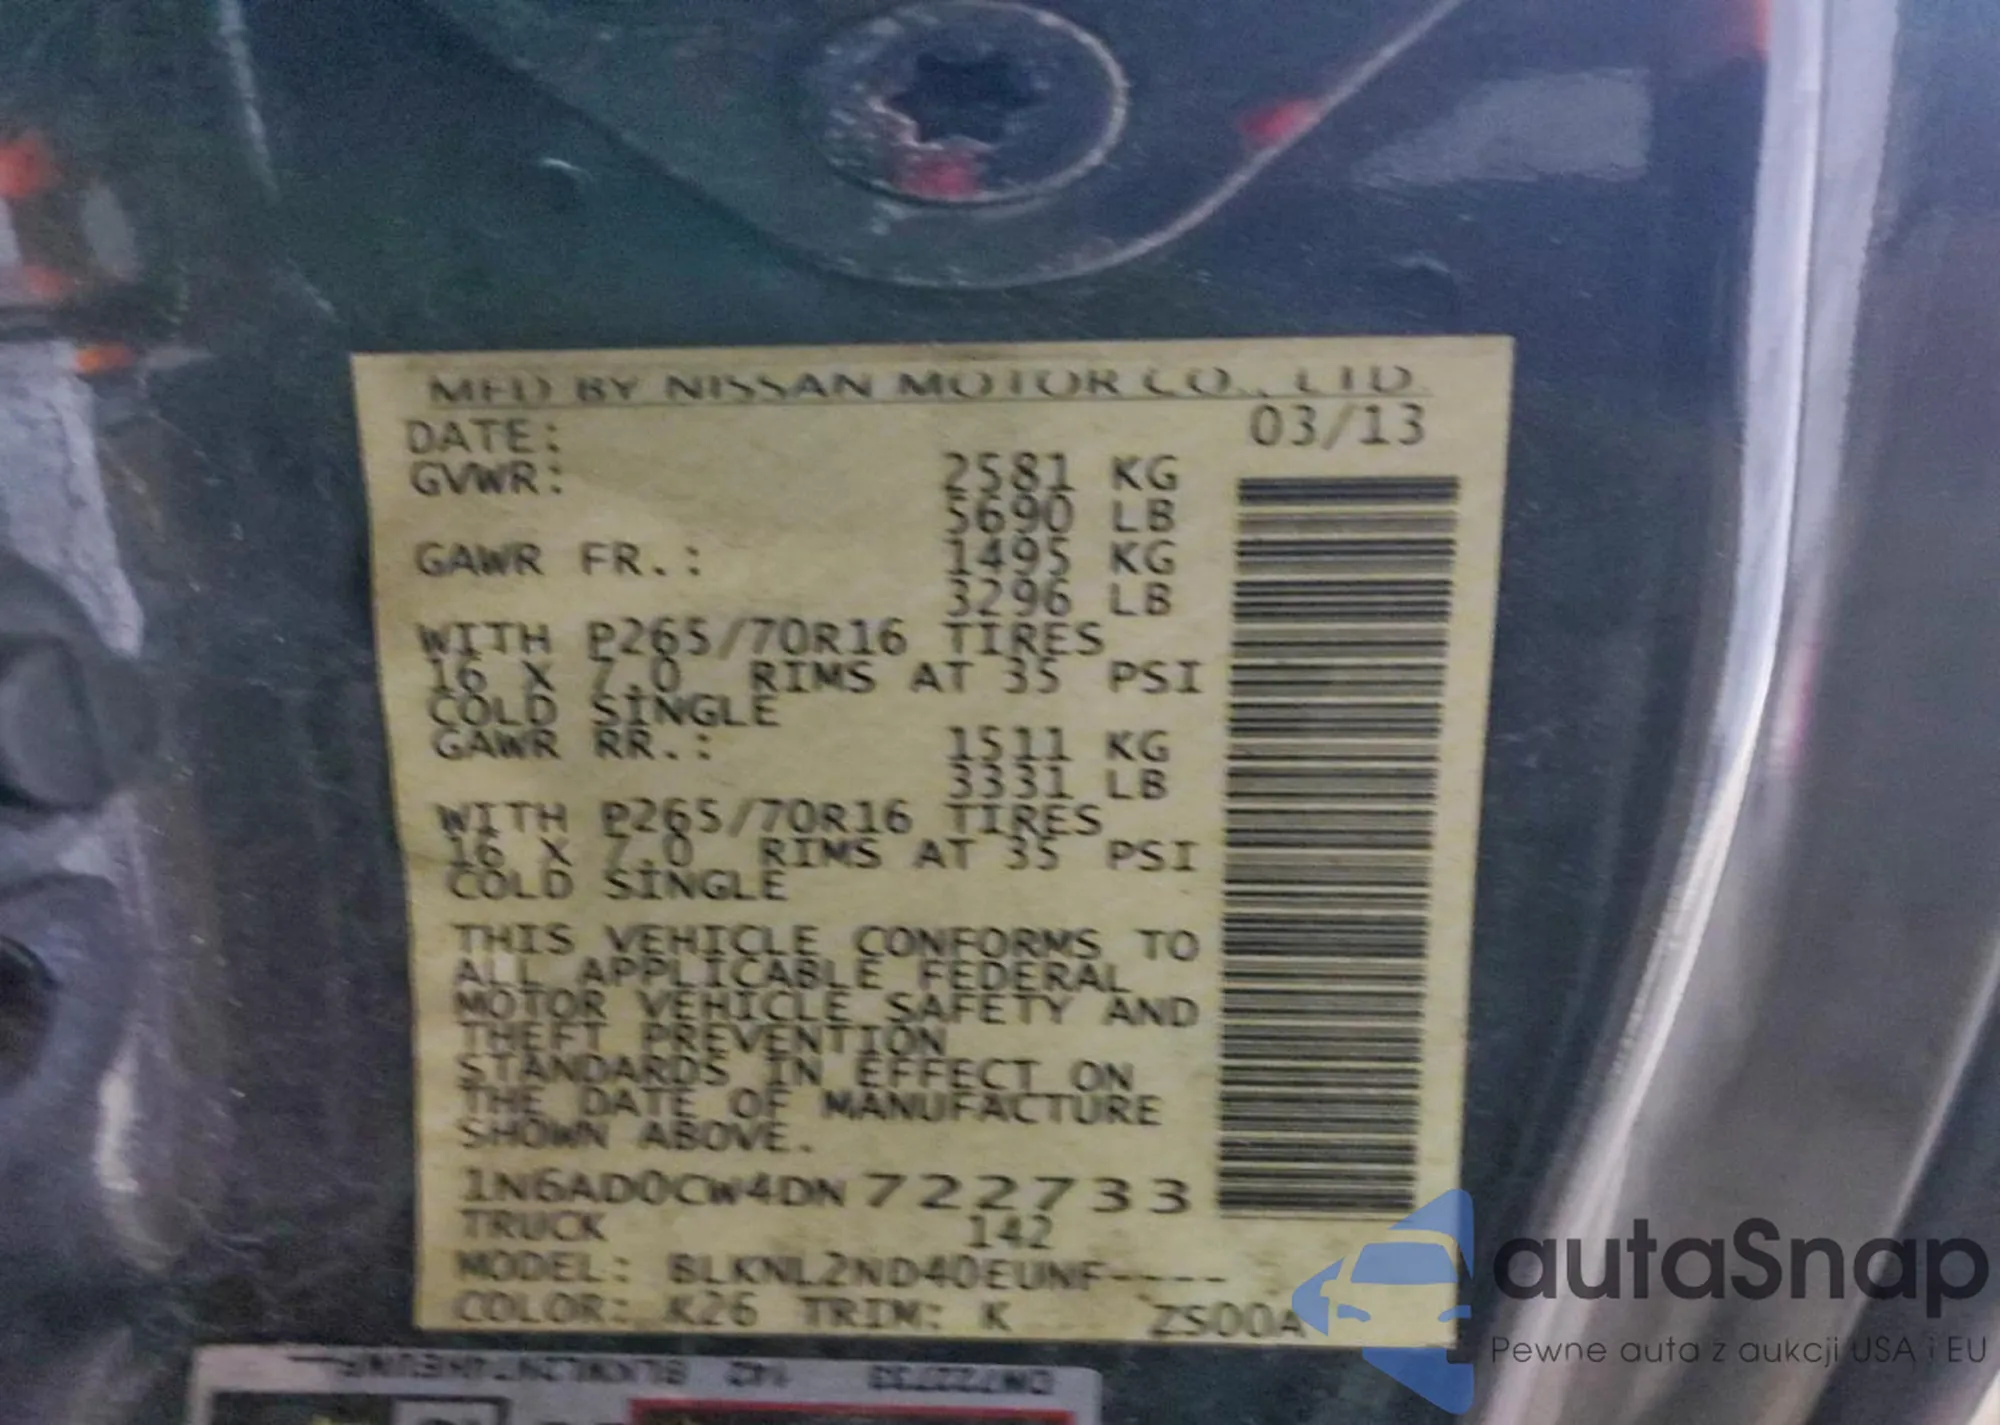 MFD BY NISSAN MOTOR CO., LTD.
DATE: 03/13
GVWR: 2581 KG
5690 LB
GAWR FR.: 1495 KG
3296 LB
WITH P265/70R16 TIRES
16 X 7.0 RIMS AT 35 PSI
COLD SINGLE
GAWR RR.: 1511 KG
3331 LB
WITH P265/70R16 TIRES
16 X 7.0 RIMS AT 35 PSI
COLD SINGLE
THIS VEHICLE CONFORMS TO
ALL APPLICABLE FEDERAL
MOTOR VEHICLE SAFETY AND
THEFT PREVENTION
STANDARDS IN EFFECT ON
THE DATE OF MANUFACTURE
SHOWN ABOVE.
1N6AD0CW4DN722733
TRUCK 142
MODEL: BLKNL2ND40EUNF----
COLOR: K26 TRIM: K ZS00A
autaSnap
Pewne auta z aukcji USA i EU
142